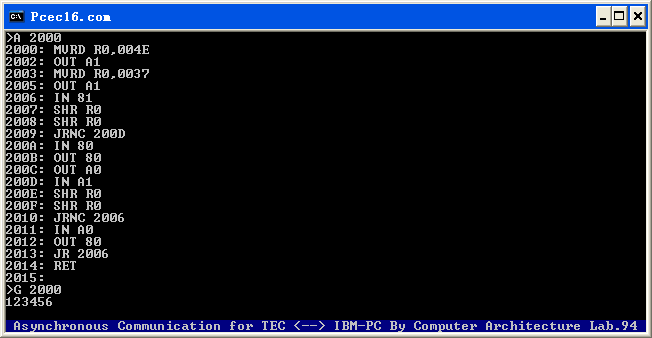 Pcec16.com
>A 2000
2000: MVRD R0,004E
2002: OUT A1
2003: MVRD R0,0037
2005: OUT A1
2006: IN 81
2007: SHR R0
2008: SHR R0
2009: JRNC 200D
200A: IN 80
200B: OUT 80
200C: OUT A0
200D: IN A1
200E: SHR R0
200F: SHR R0
2010: JRNC 2006
2011: IN A0
2012: OUT 80
2013: JR 2006
2014: RET
2015:
>G 2000
123456
Asynchronous Communication for TEC <--> IBM-PC By Computer Architecture Lab.94